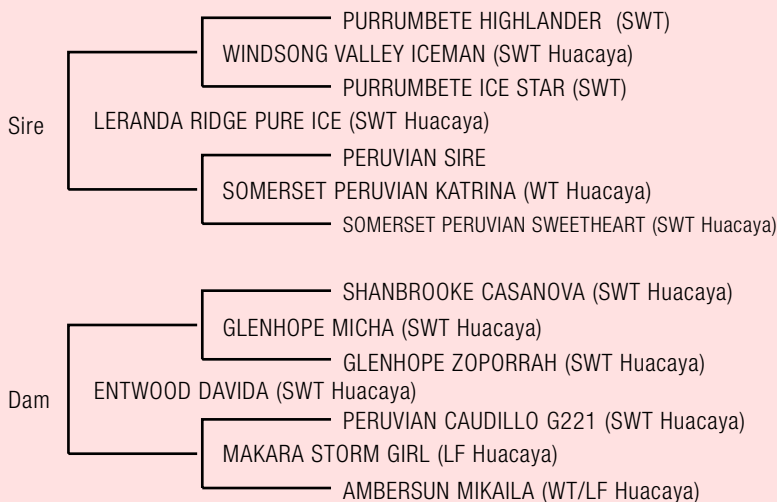 PURRUMBETE HIGHLANDER (SWT)
WINDSONG VALLEY ICEMAN (SWT Huacaya)
PURRUMBETE ICE STAR (SWT)
Sire
LERANDA RIDGE PURE ICE (SWT Huacaya)
PERUVIAN SIRE
SOMERSET PERUVIAN KATRINA (WT Huacaya)
SOMERSET PERUVIAN SWEETHEART (SWT Huacaya)
SHANBROOKE CASANOVA (SWT Huacaya)
GLENHOPE MICHA (SWT Huacaya)
GLENHOPE ZOPORRAH (SWT Huacaya)
Dam
ENTWOOD DAVIDA (SWT Huacaya)
PERUVIAN CAUDILLO G221 (SWT Huacaya)
MAKARA STORM GIRL (LF Huacaya)
AMBERSUN MIKAILA (WT/LF Huacaya)